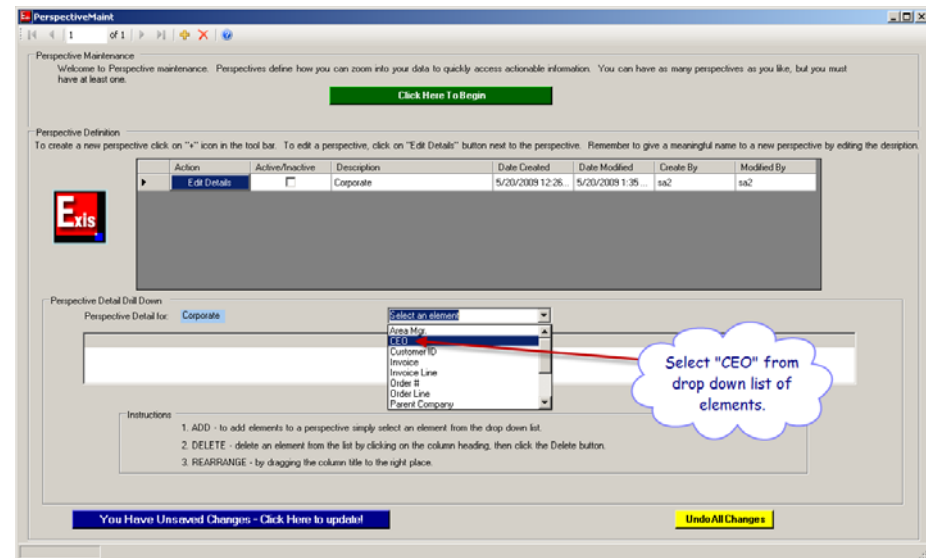 PerspectiveMaint
1 of 1
Perspective Maintenance
Welcome to Perspective maintenance. Perspectives define how you can zoom into your data to quickly access actionable information. You can have as many perspectives as you like, but you must
have at least one.
Click Here To Begin
Perspective Definition
To create a new perspective click on "+" icon in the tool bar. To edit a perspective, click on "Edit Details" button next to the perspective. Remember to give a meaningful name to a new perspective by editing the desription.
Action Active/Inactive Description Date Created Date Modified Create By Modified By
Edit Details Corporate 5/20/2009 12:26... 5/20/2009 1:35 ... sa2 sa2
Exis
Perspective Detail Drill Down
Perspective Detail for: Corporate Select an element
Area Mgr.
CEO
Customer ID
Invoice
Invoice Line
Order #
Order Line
Parent Company
Select "CEO" from
drop down list of
elements.
Instructions
1. ADD - to add elements to a perspective simply select an element from the drop down list.
2. DELETE - delete an element from the list by clicking on the column heading, then click the Delete button.
3. REARRANGE - by dragging the column title to the right place.
You Have Unsaved Changes - Click Here to update!
Undo All Changes